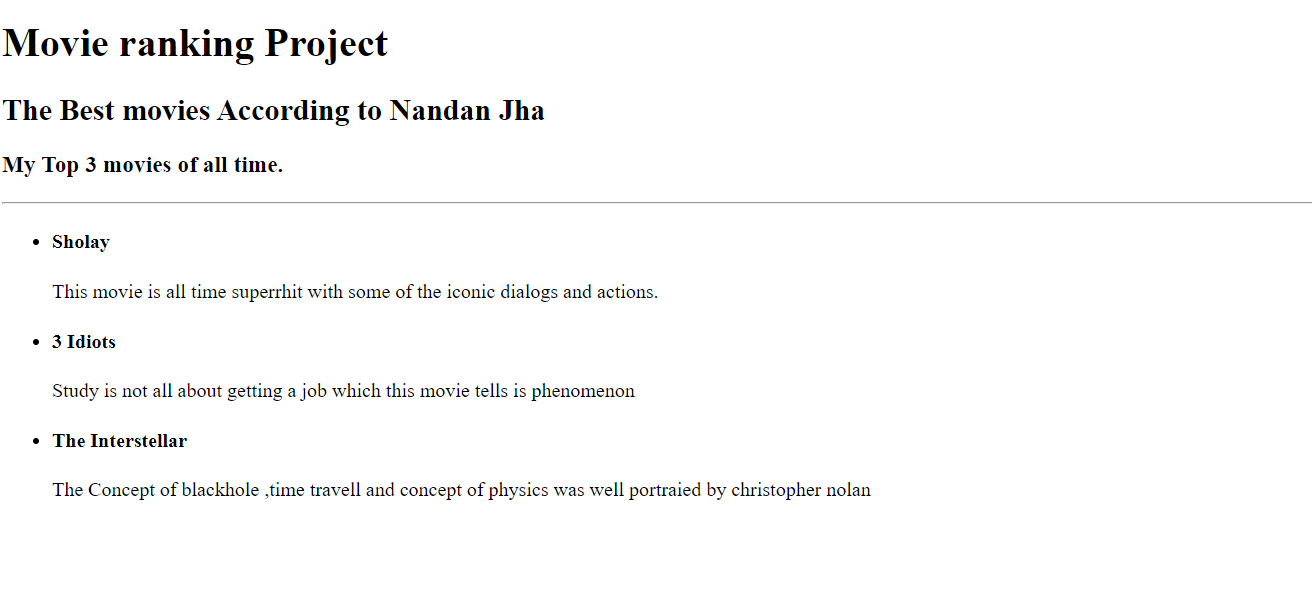 Movie ranking Project
The Best movies According to Nandan Jha
My Top 3 movies of all time.
Sholay
This movie is all time superrhit with some of the iconic dialogs and actions.
3 Idiots
Study is not all about getting a job which this movie tells is phenomenon
The Interstellar
The Concept of blackhole ,time travell and concept of physics was well portraied by christopher nolan